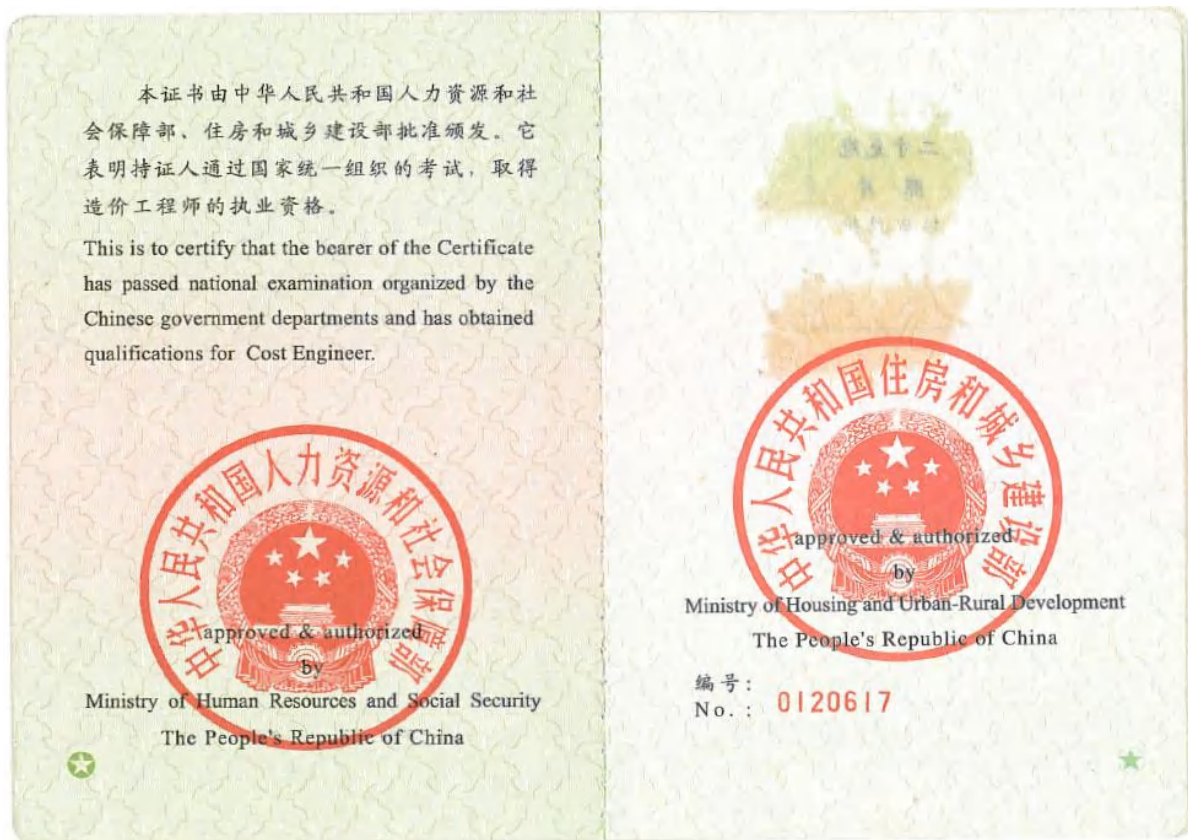 本证书由中华人民共和国人力资源和社
会保障部、住房和城乡建设部批准颁发。它
表明持证人通过国家统一组织的考试，取得
造价工程师的执业资格。
This is to certify that the bearer of the Certificate
has passed national examination organized by the
Chinese government departments and has obtained
qualifications for Cost Engineer.
中华人民共和国人力资源和社会保障部
approved & authorized
by
Ministry of Human Resources and Social Security
The People's Republic of China
中华人民共和国住房和城乡建设部
approved & authorized
by
Ministry of Housing and Urban-Rural Development
The People's Republic of China
编号:
No.: 0120617